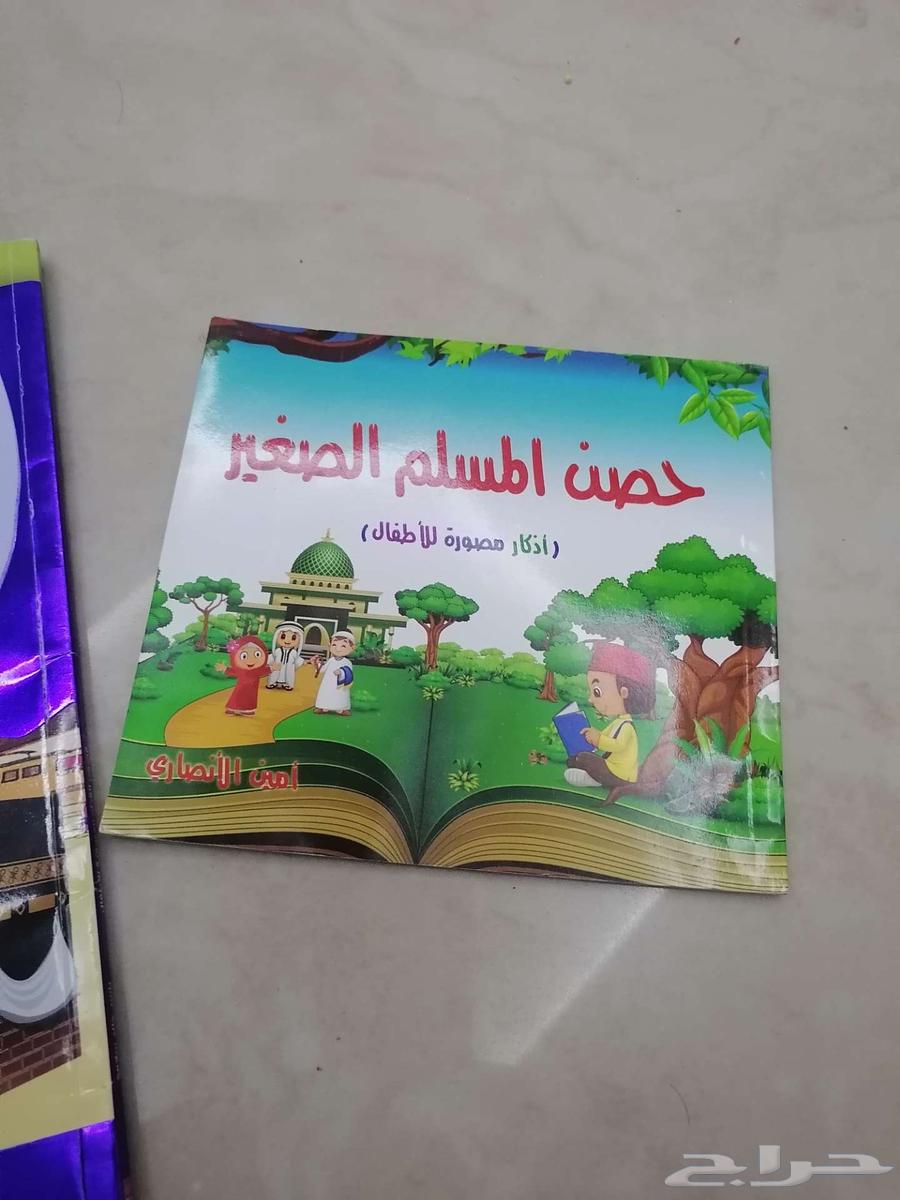 حصن المسلم الصغير
(أذكار مصورة للأطفال)
أمين الأنصاري
حراج